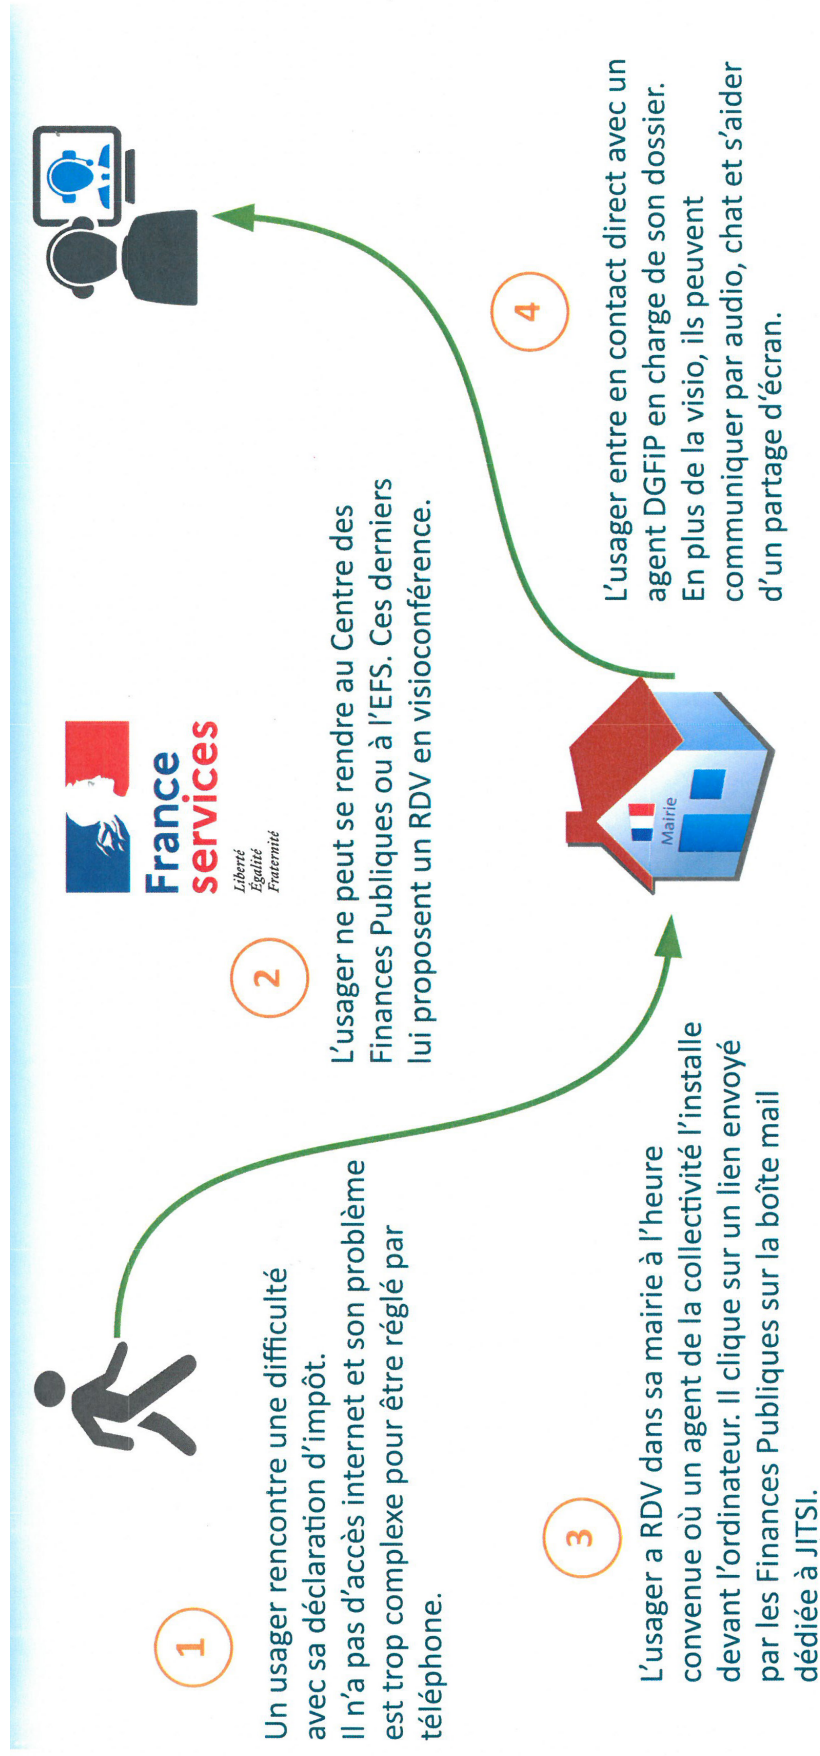 1
Un usager rencontre une difficulté
avec sa déclaration d'impôt.
Il n'a pas d'accès internet et son problème
est trop complexe pour être réglé par
téléphone.
France
services
Liberté
Égalité
Fraternité
2
L'usager ne peut se rendre au Centre des
Finances Publiques ou à l'EFS. Ces derniers
lui proposent un RDV en visioconférence.
3
L'usager a RDV dans sa mairie à l'heure
convenue où un agent de la collectivité l'installe
devant l'ordinateur. Il clique sur un lien envoyé
par les Finances Publiques sur la boîte mail
dédiée à JITSI.
Mairie
4
L'usager entre en contact direct avec un
agent DGFiP en charge de son dossier.
En plus de la visio, ils peuvent
communiquer par audio, chat et s'aider
d'un partage d'écran.